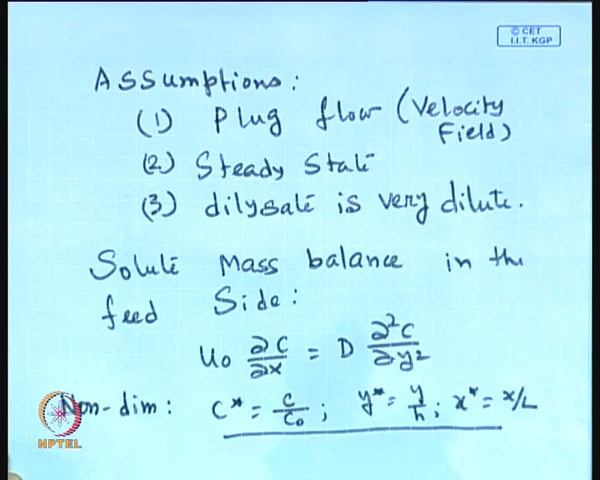 © CET
I.I.T. KGP
Assumptions:
(1) Plug flow (Velocity
Field)
(2) Steady State
(3) dilysate is very dilute.
Solute Mass balance in the
feed Side:
u₀ ∂c/∂x = D ∂²c/∂y²
Non-dim: c* = c/c₀ ; y* = y/h ; x* = x/L
NPTEL